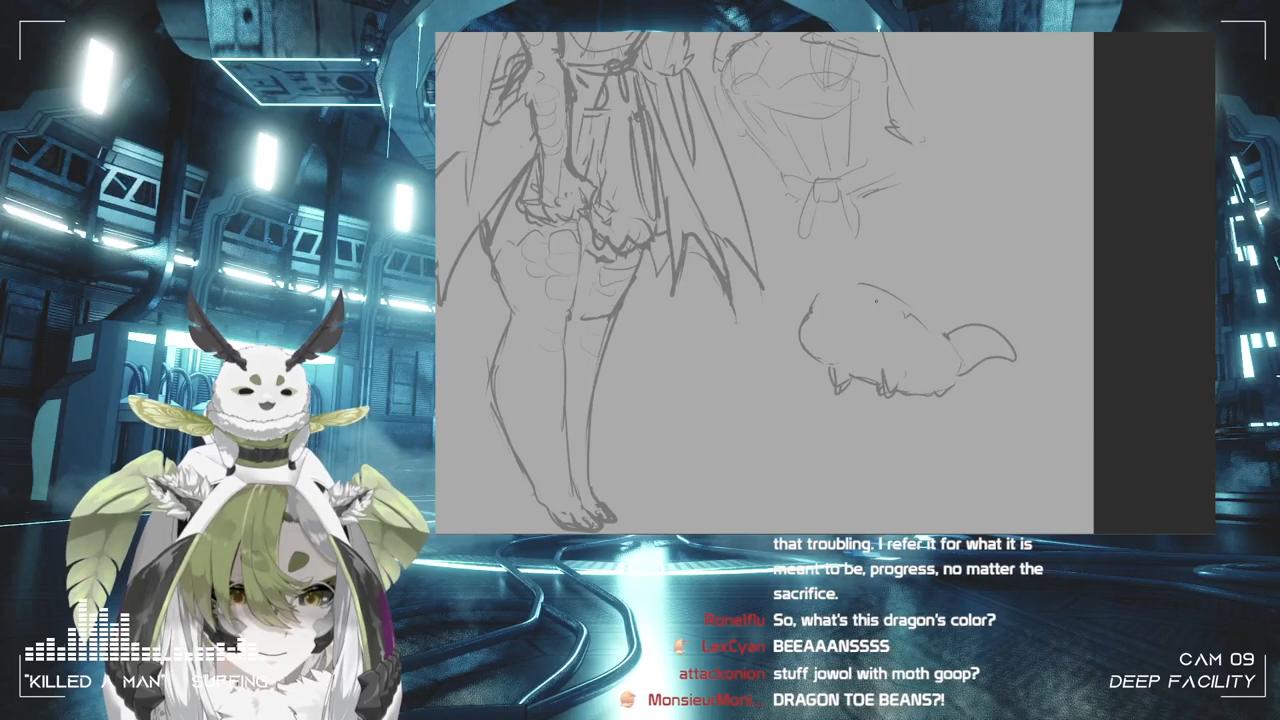 that troubling. I refer it for what it is
meant to be, progress, no matter the
sacrifice.
Ronelflu So, what's this dragon's color?
LexCyan BEEAAANSSSS
attackonion stuff jowol with moth goop?
MonsieurMoni... DRAGON TOE BEANS?!
"KILLED A MAN" SURFING
CAM 09
DEEP FACILITY